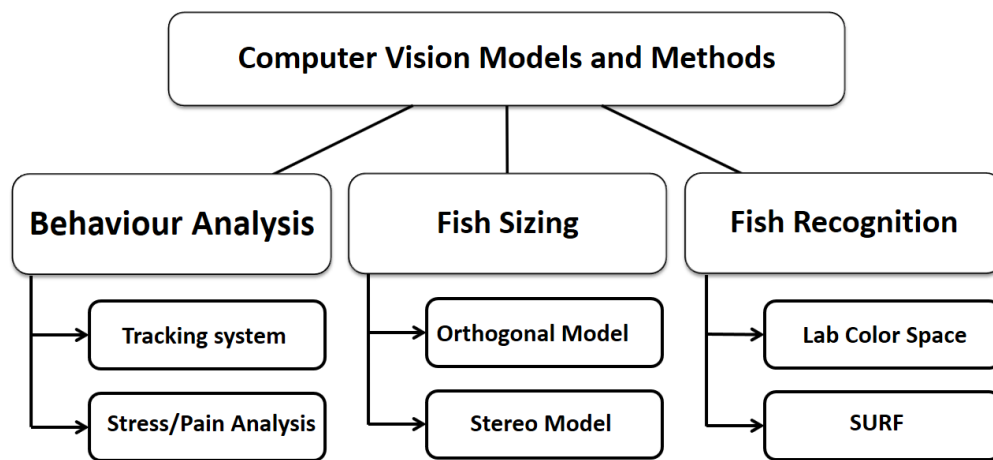 Computer Vision Models and Methods
Behaviour Analysis
Fish Sizing
Fish Recognition
Tracking system
Orthogonal Model
Lab Color Space
Stress/Pain Analysis
Stereo Model
SURF